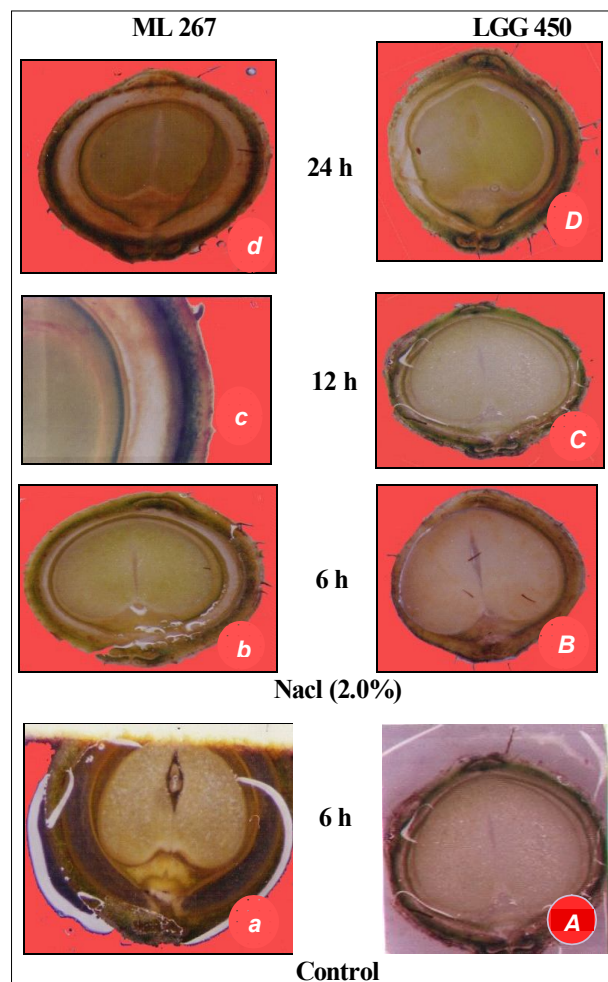 ML 267 LGG 450
24 h
d D
12 h
c C
6 h
b B
Nacl (2.0%)
6 h
a A
Control